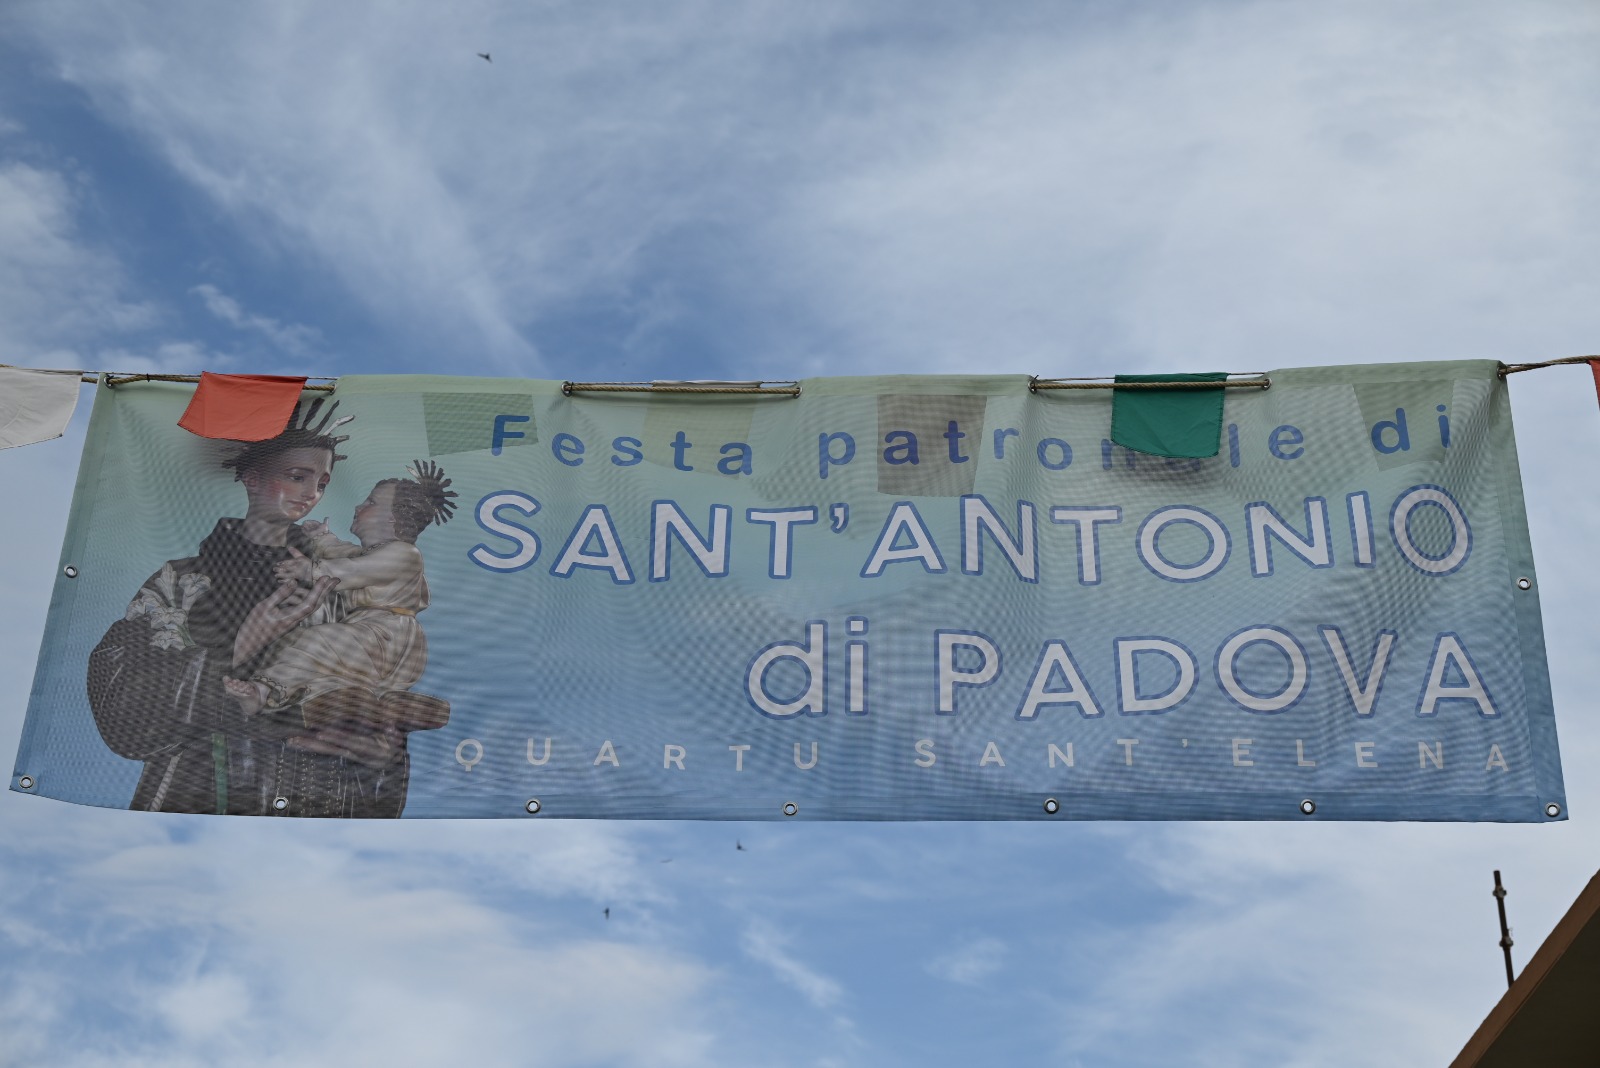 Festa patronale di
SANT'ANTONIO
di PADOVA
QUARTU SANT'ELENA